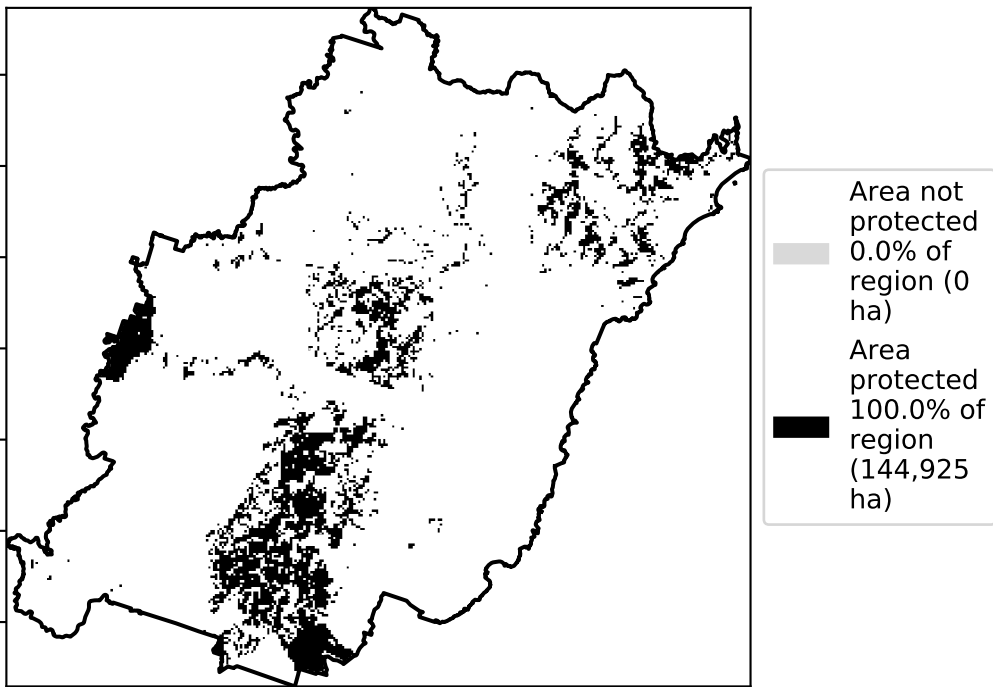 Area not
protected
0.0% of
region (0
ha)
Area
protected
100.0% of
region
(144,925
ha)